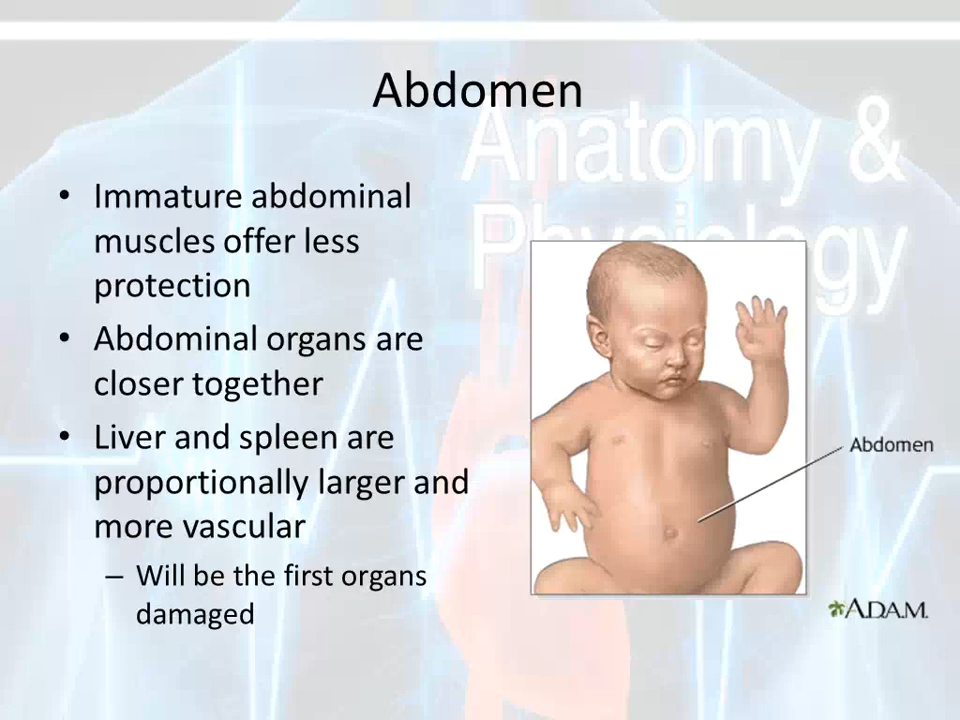 Abdomen
Anatomy &
Physiology
• Immature abdominal
muscles offer less
protection
• Abdominal organs are
closer together
• Liver and spleen are
proportionally larger and
more vascular
– Will be the first organs
damaged
Abdomen
A.D.A.M.